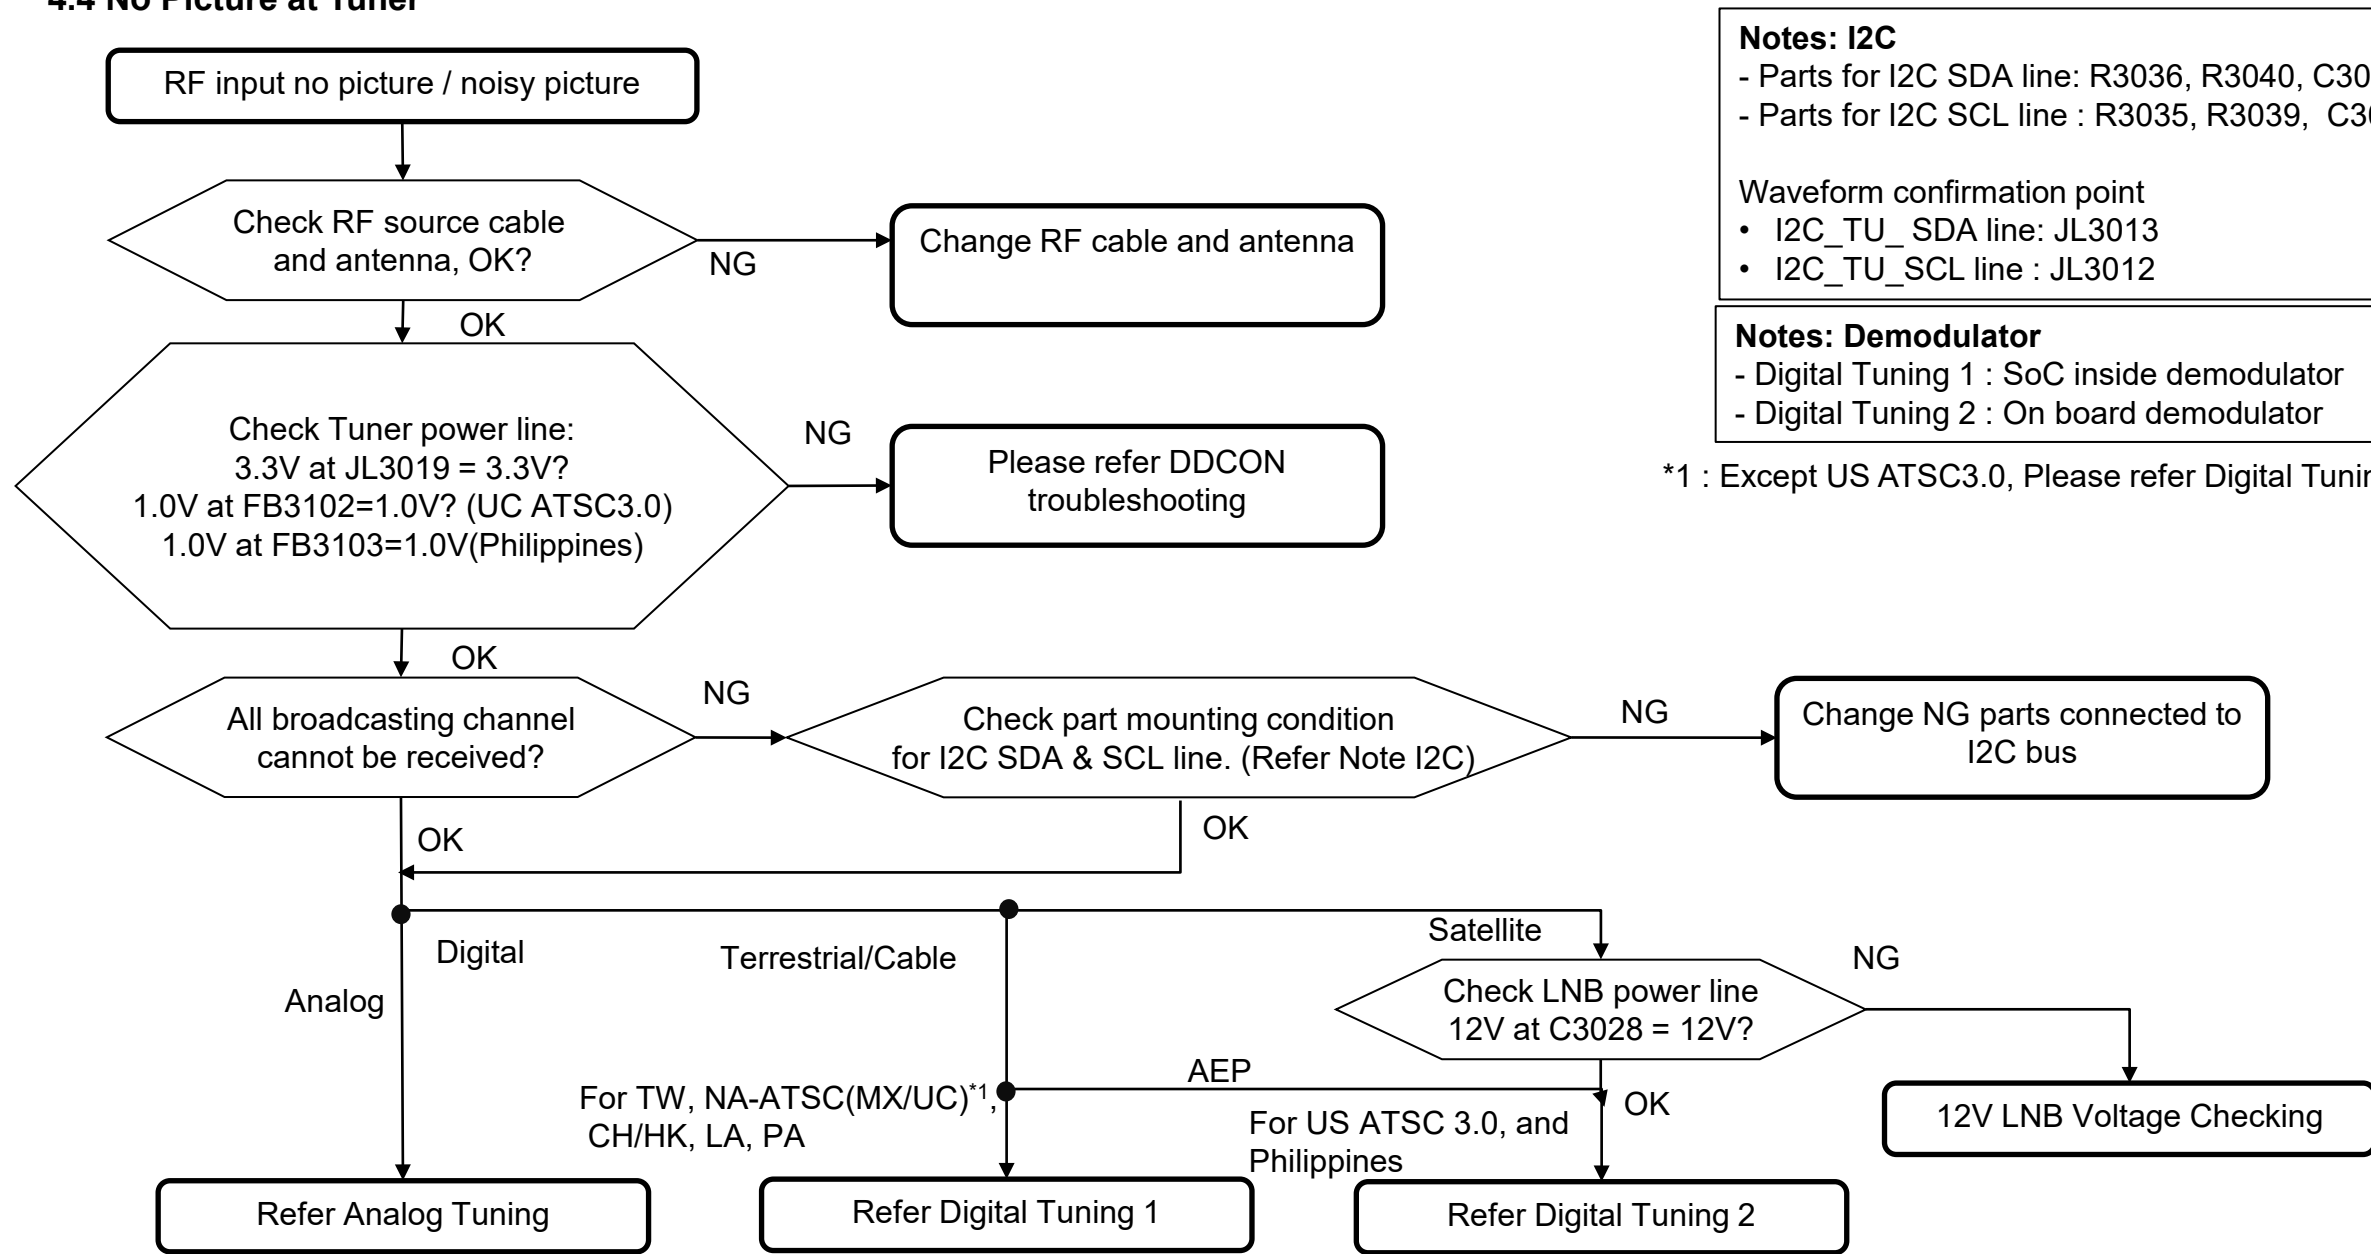 4.4 No Picture at Tuner
RF input no picture / noisy picture
Check RF source cable
and antenna, OK?
NG
Change RF cable and antenna
OK
Check Tuner power line:
3.3V at JL3019 = 3.3V?
1.0V at FB3102=1.0V? (UC ATSC3.0)
1.0V at FB3103=1.0V(Philippines)
NG
Please refer DDCON
troubleshooting
OK
All broadcasting channel
cannot be received?
NG
Check part mounting condition
for I2C SDA & SCL line. (Refer Note I2C)
NG
Change NG parts connected to
I2C bus
OK
OK
Digital
Analog
Terrestrial/Cable
Satellite
Check LNB power line
12V at C3028 = 12V?
NG
12V LNB Voltage Checking
AEP
OK
For TW, NA-ATSC(MX/UC)*1,
CH/HK, LA, PA
For US ATSC 3.0, and
Philippines
Refer Analog Tuning
Refer Digital Tuning 1
Refer Digital Tuning 2
Notes: I2C
- Parts for I2C SDA line: R3036, R3040,
- Parts for I2C SCL line : R3035, R3039,
Waveform confirmation point
• I2C_TU_ SDA line: JL3013
• I2C_TU_SCL line : JL3012
Notes: Demodulator
- Digital Tuning 1 : SoC inside demodulator
- Digital Tuning 2 : On board demodulator
*1 : Except US ATSC3.0, Please refer Digital